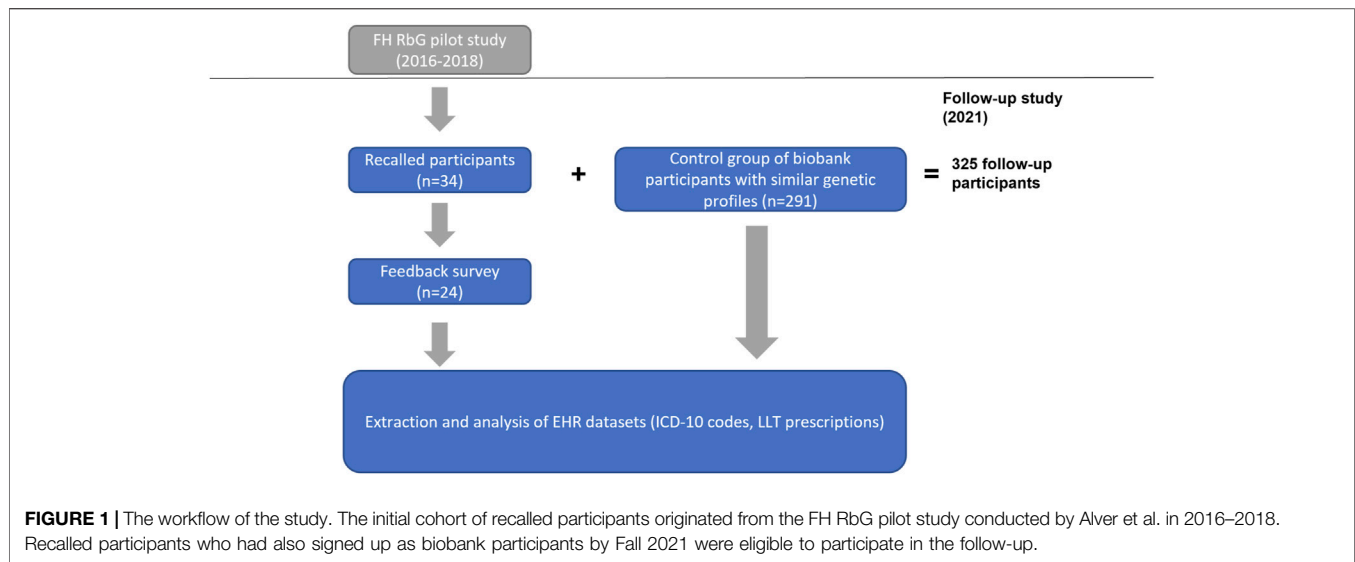 FH RbG pilot study
(2016-2018)
Follow-up study
(2021)
Recalled participants
(n=34)
+
Control group of biobank
participants with similar genetic
profiles (n=291)
=
325 follow-up
participants
Feedback survey
(n=24)
Extraction and analysis of EHR datasets (ICD-10 codes, LLT prescriptions)
FIGURE 1 | The workflow of the study. The initial cohort of recalled participants originated from the FH RbG pilot study conducted by Alver et al. in 2016–2018.
Recalled participants who had also signed up as biobank participants by Fall 2021 were eligible to participate in the follow-up.